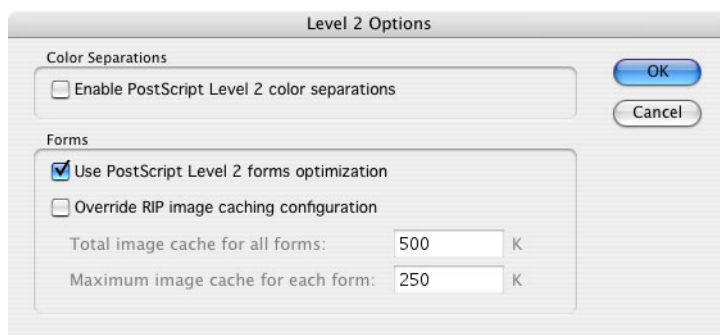 Level 2 Options
Color Separations
Enable PostScript Level 2 color separations
OK
Cancel
Forms
Use PostScript Level 2 forms optimization
Override RIP image caching configuration
Total image cache for all forms: 500 K
Maximum image cache for each form: 250 K